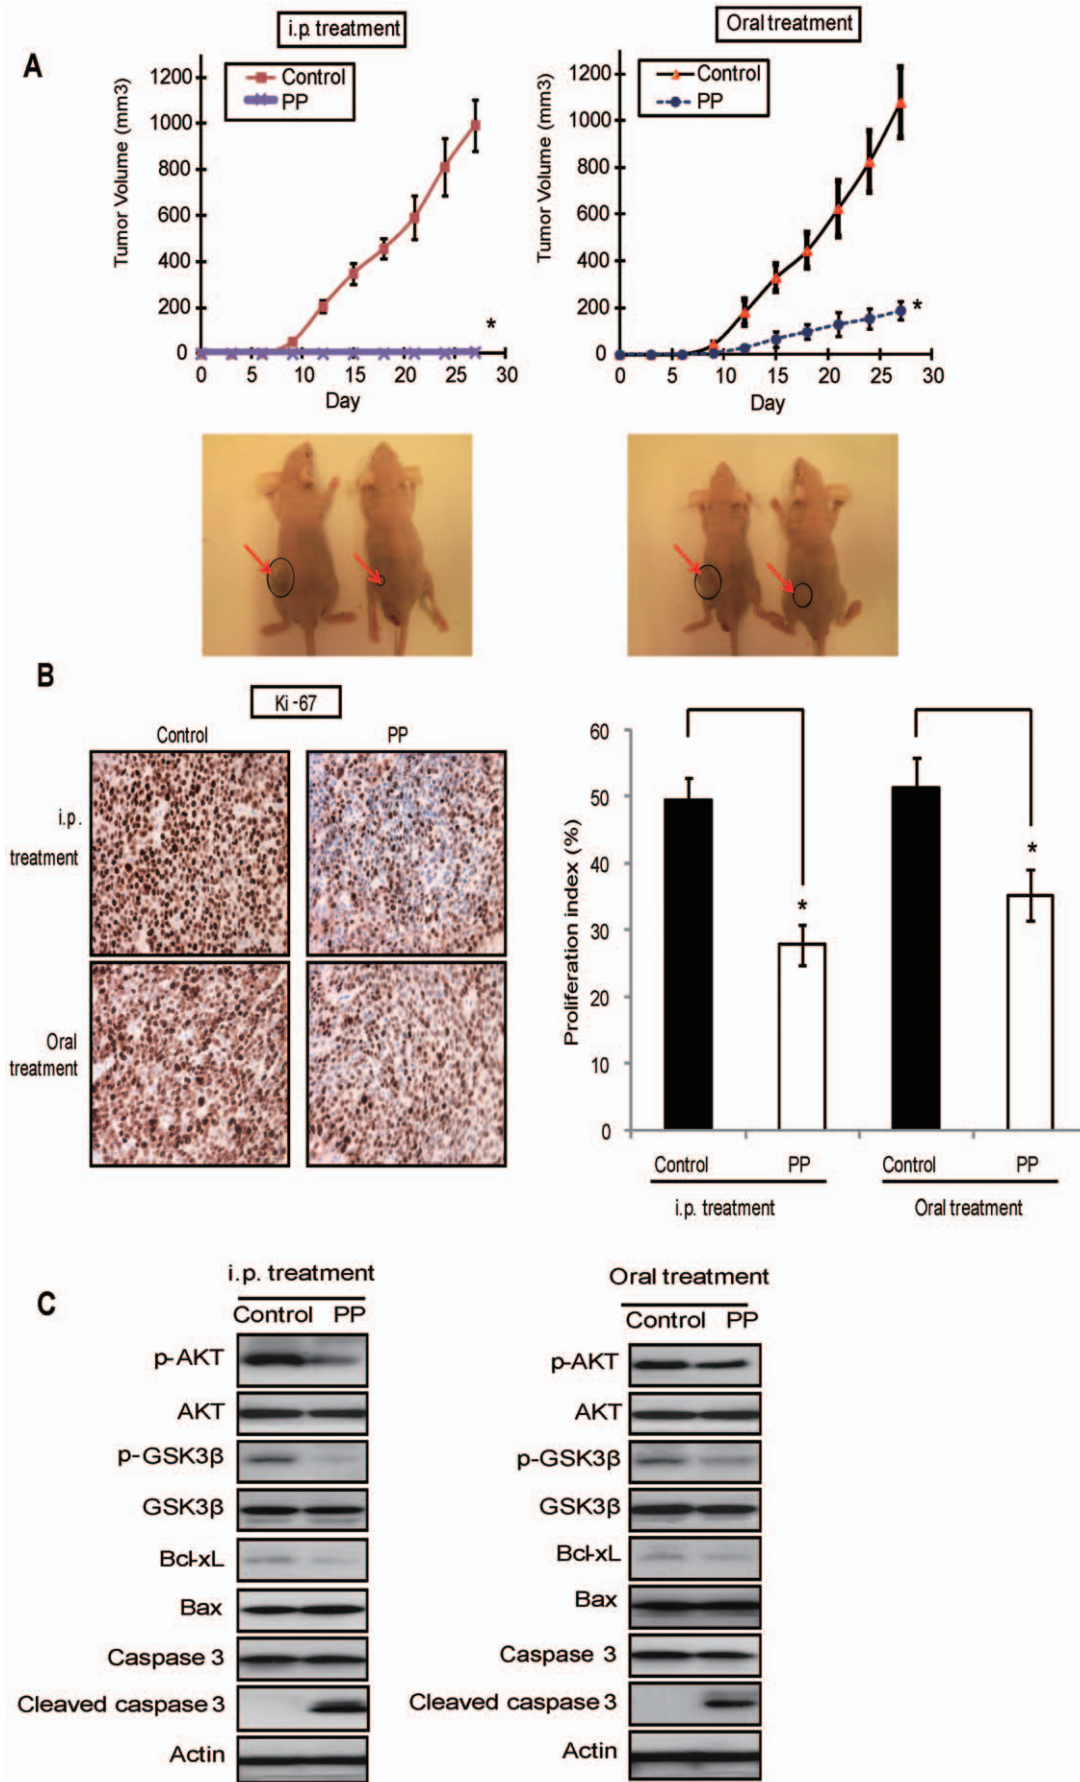 A
i.p. treatment
Control
PP
Tumor Volume (mm3)
1200
1000
800
600
400
200
0
0 5 10 15 20 25 30
Day
*
Oral treatment
Control
PP
Tumor Volume (mm3)
1200
1000
800
600
400
200
0
0 5 10 15 20 25 30
Day
*
B
Ki -67
Control PP
i.p.
treatment
Oral
treatment
Proliferation index (%)
60
50
40
30
20
10
0
*
*
Control PP Control PP
i.p. treatment Oral treatment
C
i.p. treatment
Control PP
p-AKT
AKT
p-GSK3β
GSK3β
Bcl-xL
Bax
Caspase 3
Cleaved caspase 3
Actin
Oral treatment
Control PP
p-AKT
AKT
p-GSK3β
GSK3β
Bcl-xL
Bax
Caspase 3
Cleaved caspase 3
Actin